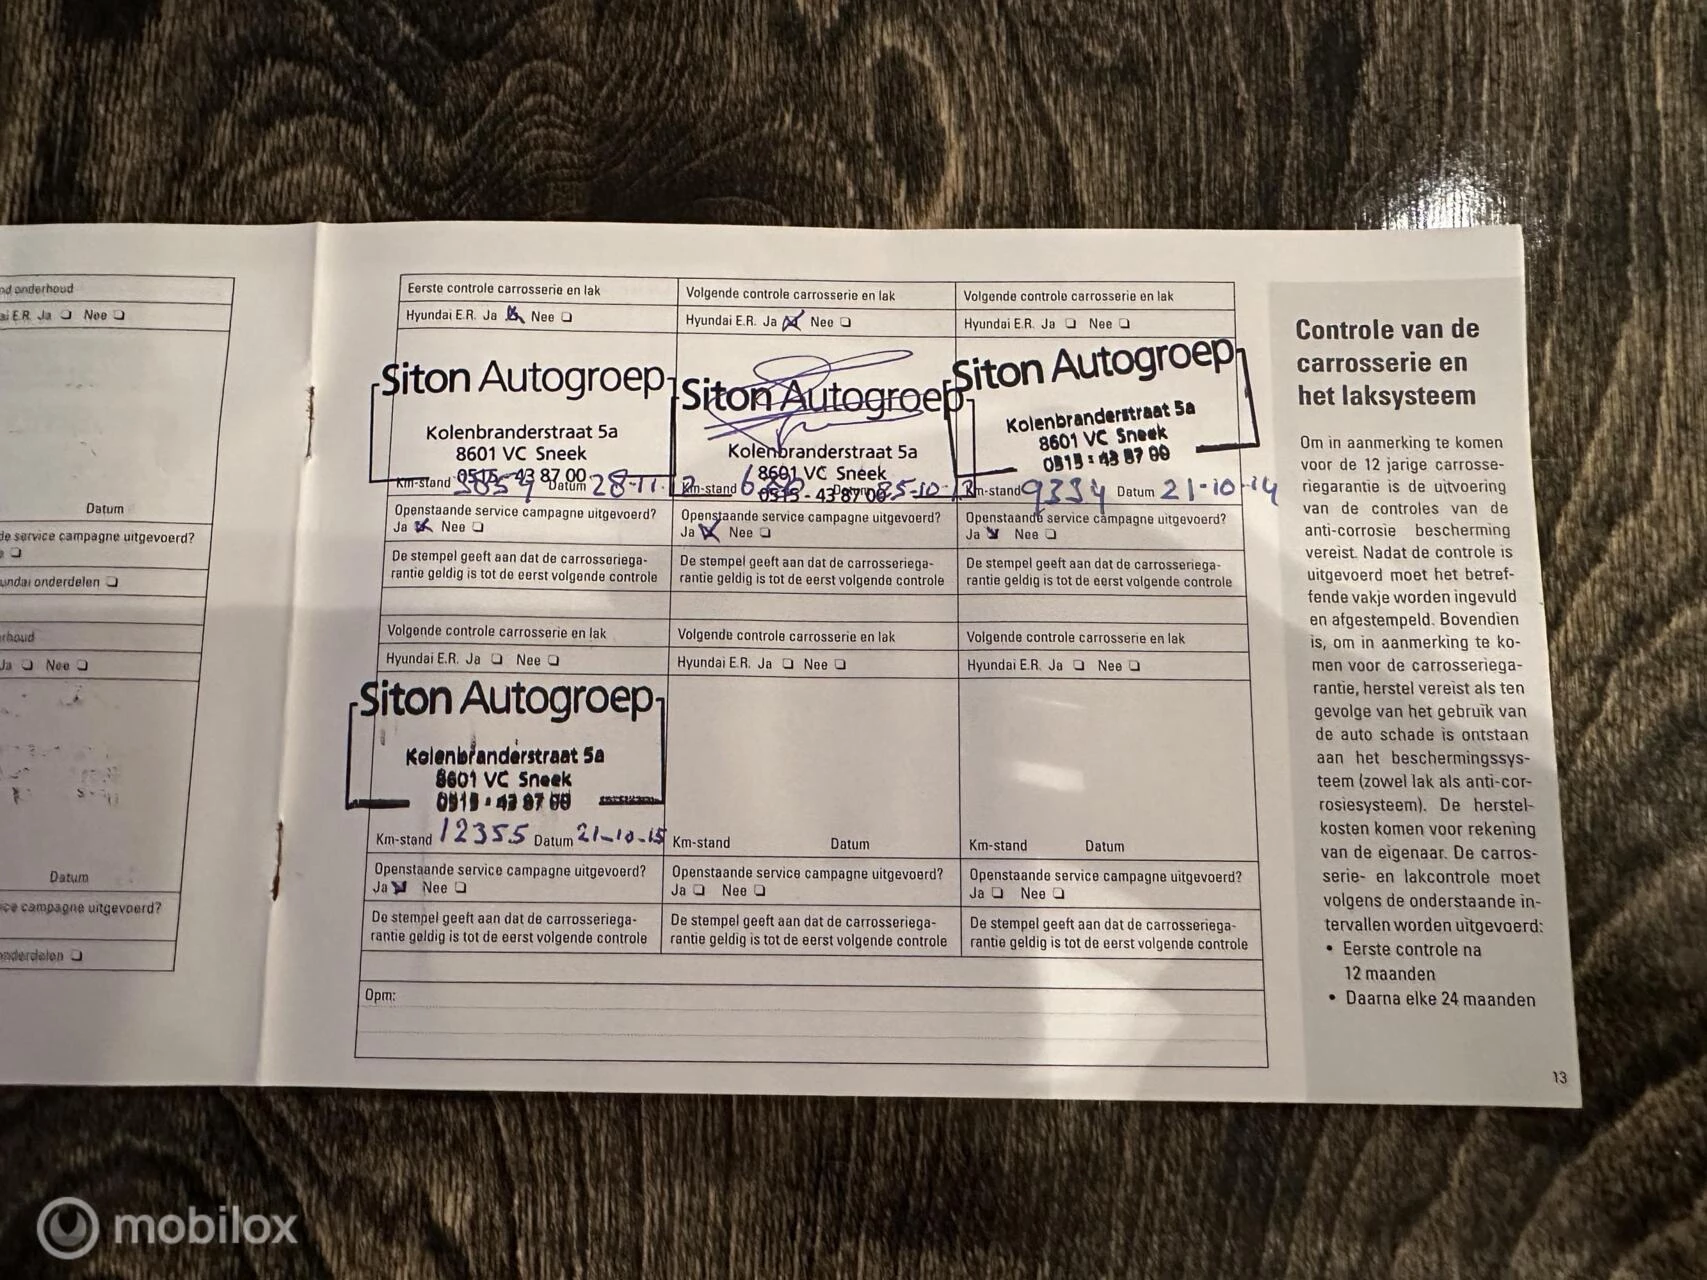 nd onderhoud
ai E.R. Ja Nee
Datum
de service campagne uitgevoerd?
undai onderdelen
rhoud
Ja Nee
Datum
ice campagne uitgevoerd?
onderdelen
Eerste controle carrosserie en lak
Hyundai E.R. Ja Nee
Siton Autogroep
Kolenbranderstraat 5a
8601 VC Sneek
0515 - 43 87 00
Km-stand Datum 28-11-12
Openstaande service campagne uitgevoerd?
Ja Nee
De stempel geeft aan dat de carrosseriega-
rantie geldig is tot de eerst volgende controle
Volgende controle carrosserie en lak
Hyundai E.R. Ja Nee
Siton Autogroep
Kolenbranderstraat 5a
8601 VC Sneek
0515 - 43 87 00
Km-stand Datum 25-10-13
Openstaande service campagne uitgevoerd?
Ja Nee
De stempel geeft aan dat de carrosseriega-
rantie geldig is tot de eerst volgende controle
Volgende controle carrosserie en lak
Hyundai E.R. Ja Nee
Siton Autogroep
Kolenbranderstraat 5a
8601 VC Sneek
0515 - 43 87 00
Km-stand 9334 Datum 21-10-14
Openstaande service campagne uitgevoerd?
Ja Nee
De stempel geeft aan dat de carrosseriega-
rantie geldig is tot de eerst volgende controle
Volgende controle carrosserie en lak
Hyundai E.R. Ja Nee
Siton Autogroep
Kolenbranderstraat 5a
8601 VC Sneek
0515 - 43 87 00
Km-stand 12355 Datum 21-10-15
Openstaande service campagne uitgevoerd?
Ja Nee
De stempel geeft aan dat de carrosseriega-
rantie geldig is tot de eerst volgende controle
Volgende controle carrosserie en lak
Hyundai E.R. Ja Nee
Km-stand Datum
Openstaande service campagne uitgevoerd?
Ja Nee
De stempel geeft aan dat de carrosseriega-
rantie geldig is tot de eerst volgende controle
Volgende controle carrosserie en lak
Hyundai E.R. Ja Nee
Km-stand Datum
Openstaande service campagne uitgevoerd?
Ja Nee
De stempel geeft aan dat de carrosseriega-
rantie geldig is tot de eerst volgende controle
Opm:
Controle van de
carrosserie en
het laksysteem
Om in aanmerking te komen
voor de 12 jarige carrosse-
riegarantie is de uitvoering
van de controles van de
anti-corrosie bescherming
vereist. Nadat de controle is
uitgevoerd moet het betref-
fende vakje worden ingevuld
en afgestempeld. Bovendien
is, om in aanmerking te ko-
men voor de carrosseriega-
rantie, herstel vereist als ten
gevolge van het gebruik van
de auto schade is ontstaan
aan het beschermingssys-
teem (zowel lak als anti-cor-
rosiesysteem). De herstel-
kosten komen voor rekening
van de eigenaar. De carros-
serie- en lakcontrole moet
volgens de onderstaande in-
tervallen worden uitgevoerd:
• Eerste controle na
12 maanden
• Daarna elke 24 maanden
13
mobilox